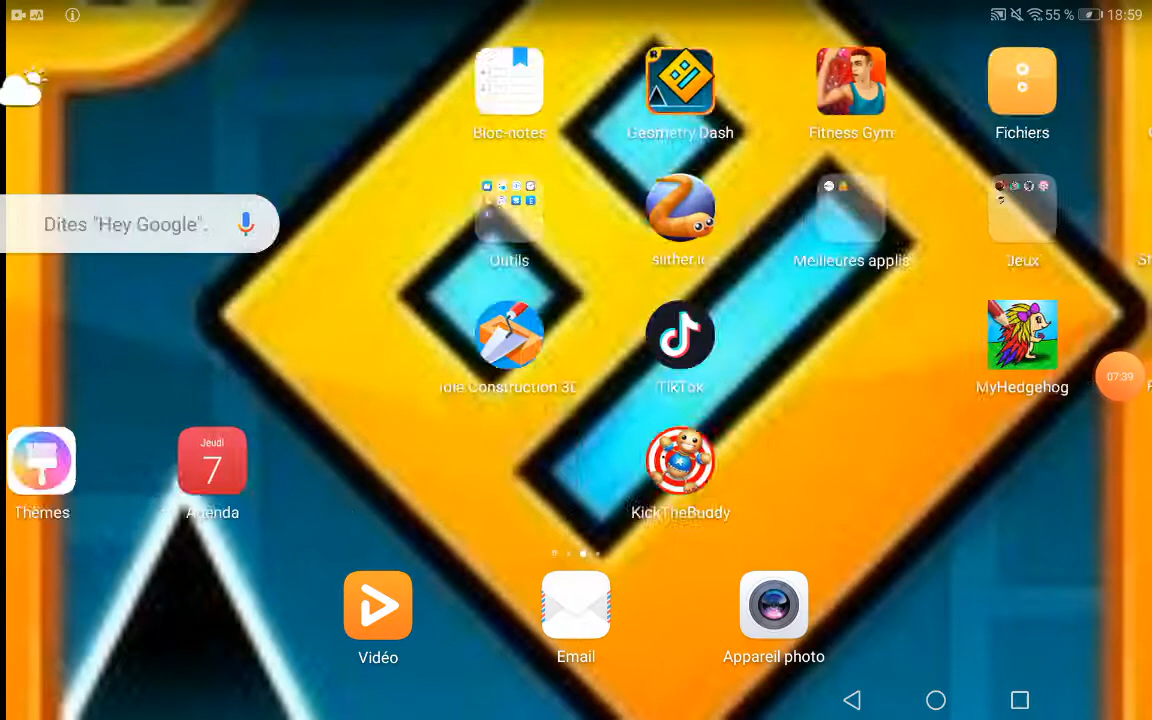 55 %
18:59
Bloc-notes
Geometry Dash
Fitness Gym
Fichiers
Dites "Hey Google".
Outils
slither.io
Meilleures applis
Jeux
Idle Construction 3D
TikTok
MyHedgehog
07:39
Jeudi
7
Thèmes
Agenda
KickTheBuddy
Vidéo
Email
Appareil photo